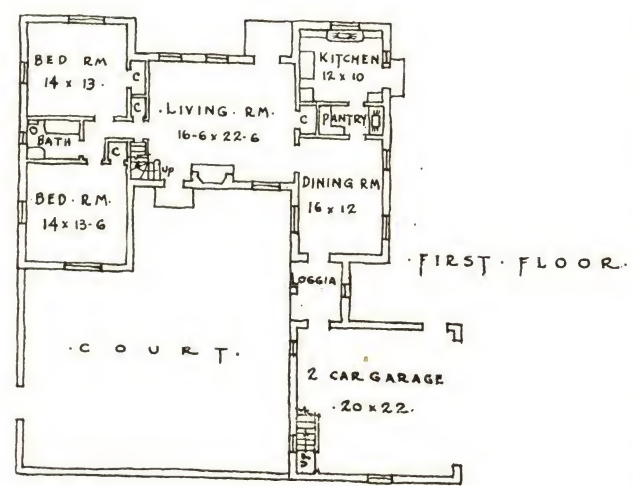 BED RM
14 x 13.
C
C
.LIVING. RM.
16-6 x 22-6
KITCHEN
12 x 10
C
PANTRY
BATH
C
UP
BED. R.M.
14 x 13-6
DINING RM
16 x 12
.FIRST. FLOOR.
LOGGIA
.COURT.
2 CAR GARAGE
.20 x 22.
UP